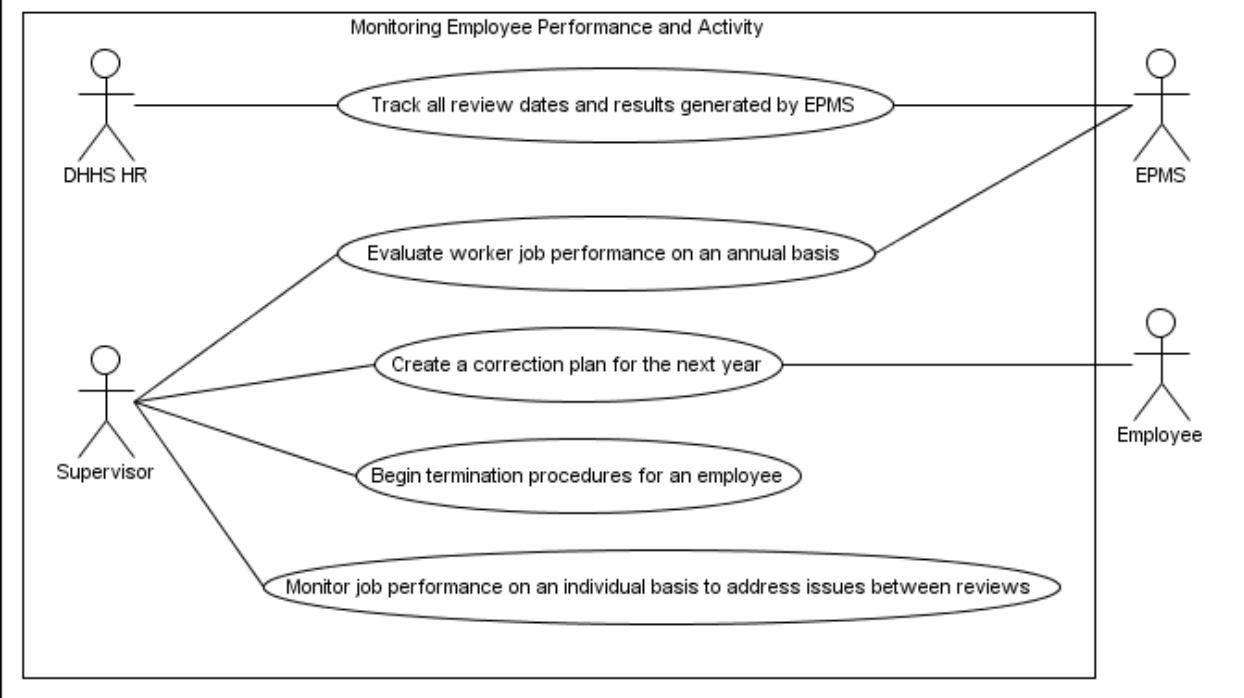 Monitoring Employee Performance and Activity
Track all review dates and results generated by EPMS
DHHS HR
EPMS
Evaluate worker job performance on an annual basis
Create a correction plan for the next year
Employee
Supervisor
Begin termination procedures for an employee
Monitor job performance on an individual basis to address issues between reviews